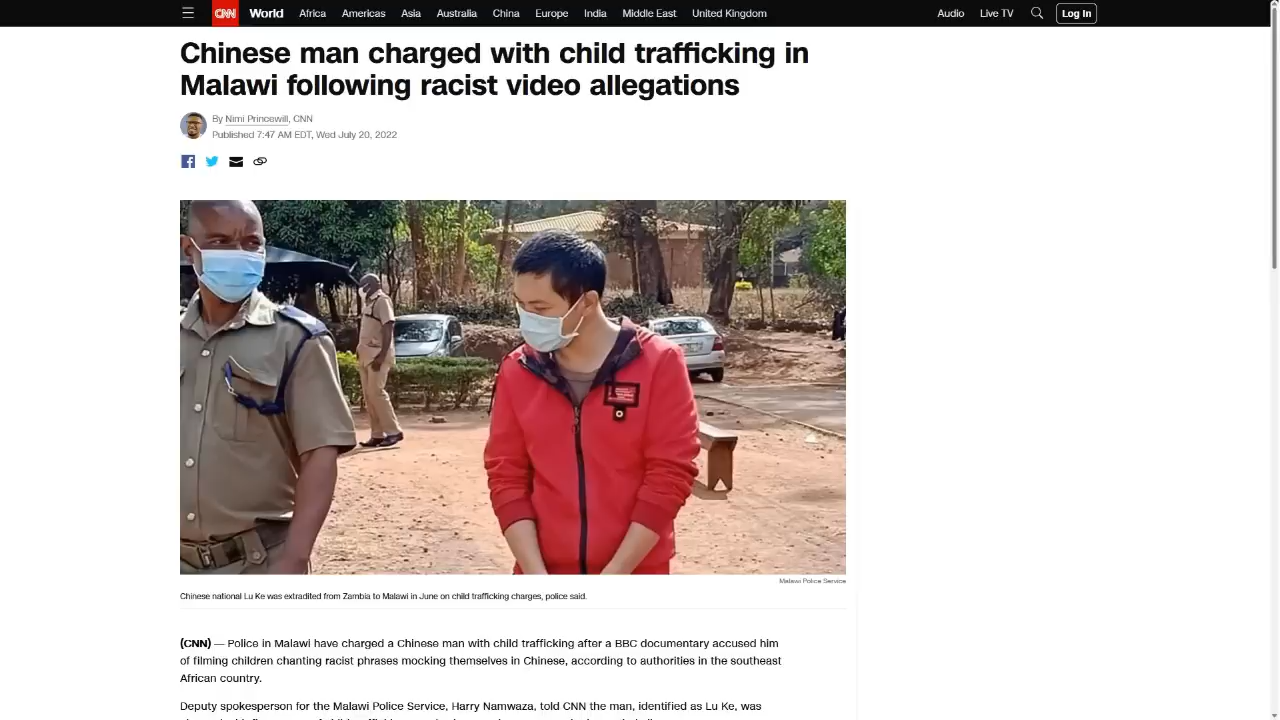 CNN World Africa Americas Asia Australia China Europe India Middle East United Kingdom Audio Live TV Log In
Chinese man charged with child trafficking in
Malawi following racist video allegations
By Nimi Princewill, CNN
Published 7:47 AM EDT, Wed July 20, 2022
Malawi Police Service
Chinese national Lu Ke was extradited from Zambia to Malawi in June on child trafficking charges, police said.
(CNN) — Police in Malawi have charged a Chinese man with child trafficking after a BBC documentary accused him
of filming children chanting racist phrases mocking themselves in Chinese, according to authorities in the southeast
African country.
Deputy spokesperson for the Malawi Police Service, Harry Namwaza, told CNN the man, identified as Lu Ke, was